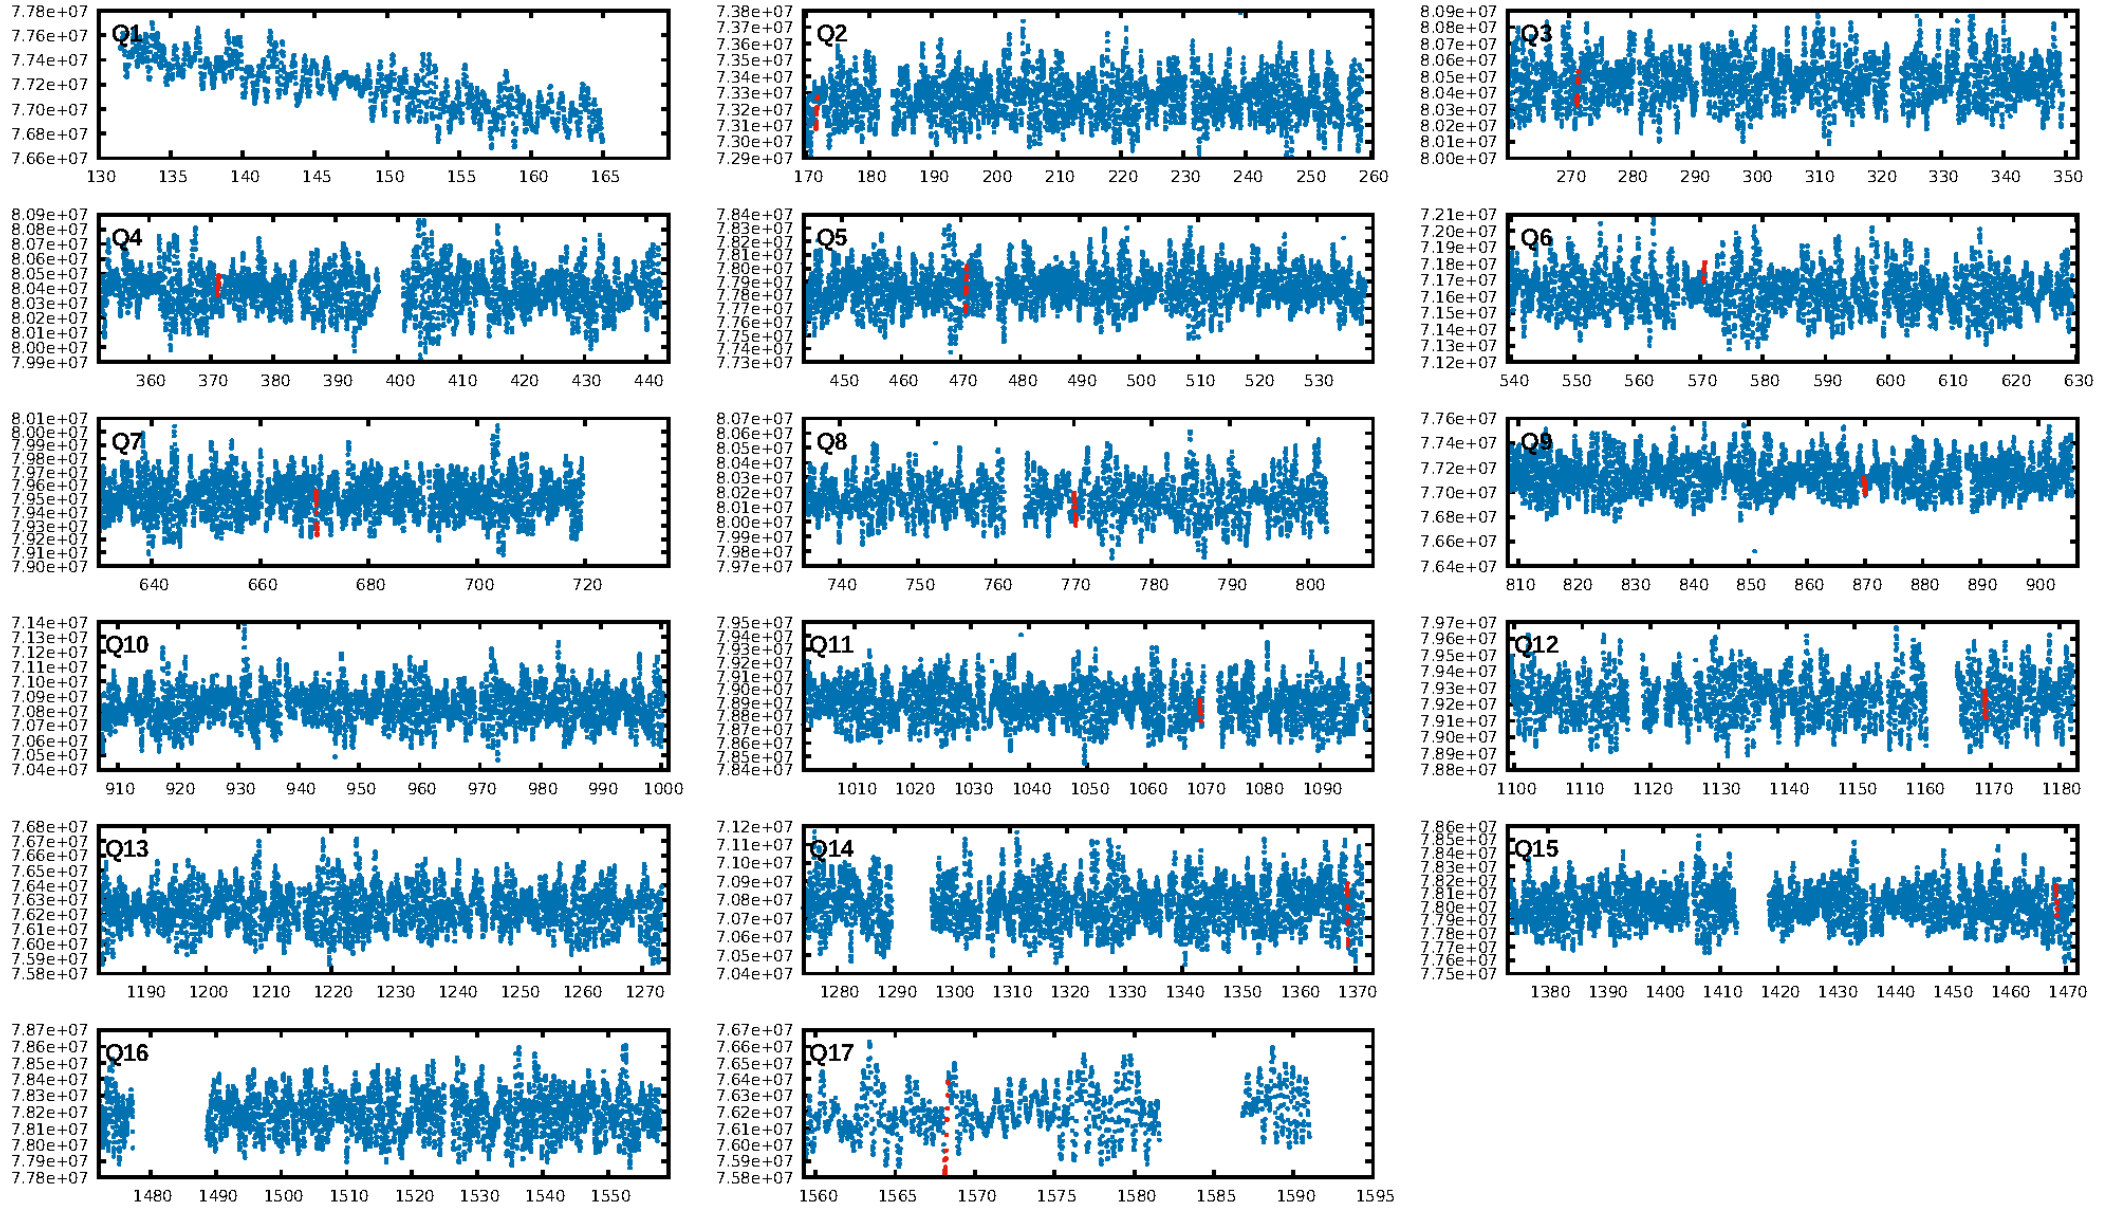 Q1
7.78e+07 7.76e+07 7.74e+07 7.72e+07 7.70e+07 7.68e+07 7.66e+07
130 135 140 145 150 155 160 165
Q2
7.38e+07 7.37e+07 7.36e+07 7.35e+07 7.34e+07 7.33e+07 7.32e+07 7.31e+07 7.30e+07 7.29e+07
170 180 190 200 210 220 230 240 250 260
Q3
8.09e+07 8.08e+07 8.07e+07 8.06e+07 8.05e+07 8.04e+07 8.03e+07 8.02e+07 8.01e+07 8.00e+07
270 280 290 300 310 320 330 340 350
Q4
8.09e+07 8.08e+07 8.07e+07 8.06e+07 8.05e+07 8.04e+07 8.03e+07 8.02e+07 8.01e+07 8.00e+07 7.99e+07
360 370 380 390 400 410 420 430 440
Q5
7.84e+07 7.83e+07 7.82e+07 7.81e+07 7.80e+07 7.79e+07 7.78e+07 7.77e+07 7.76e+07 7.75e+07 7.74e+07 7.73e+07
450 460 470 480 490 500 510 520 530
Q6
7.21e+07 7.20e+07 7.19e+07 7.18e+07 7.17e+07 7.16e+07 7.15e+07 7.14e+07 7.13e+07 7.12e+07
540 550 560 570 580 590 600 610 620 630
Q7
8.01e+07 8.00e+07 7.99e+07 7.98e+07 7.97e+07 7.96e+07 7.95e+07 7.94e+07 7.93e+07 7.92e+07 7.91e+07 7.90e+07
640 660 680 700 720
Q8
8.07e+07 8.06e+07 8.05e+07 8.04e+07 8.03e+07 8.02e+07 8.01e+07 8.00e+07 7.99e+07 7.98e+07 7.97e+07
740 750 760 770 780 790 800
Q9
7.76e+07 7.74e+07 7.72e+07 7.70e+07 7.68e+07 7.66e+07 7.64e+07
810 820 830 840 850 860 870 880 890 900
Q10
7.14e+07 7.13e+07 7.12e+07 7.11e+07 7.10e+07 7.09e+07 7.08e+07 7.07e+07 7.06e+07 7.05e+07 7.04e+07
910 920 930 940 950 960 970 980 990 1000
Q11
7.95e+07 7.94e+07 7.93e+07 7.92e+07 7.91e+07 7.90e+07 7.89e+07 7.88e+07 7.87e+07 7.86e+07 7.85e+07 7.84e+07
1010 1020 1030 1040 1050 1060 1070 1080 1090
Q12
7.97e+07 7.96e+07 7.95e+07 7.94e+07 7.93e+07 7.92e+07 7.91e+07 7.90e+07 7.89e+07 7.88e+07
1100 1110 1120 1130 1140 1150 1160 1170 1180
Q13
7.68e+07 7.67e+07 7.66e+07 7.65e+07 7.64e+07 7.63e+07 7.62e+07 7.61e+07 7.60e+07 7.59e+07 7.58e+07
1190 1200 1210 1220 1230 1240 1250 1260 1270
Q14
7.12e+07 7.11e+07 7.10e+07 7.09e+07 7.08e+07 7.07e+07 7.06e+07 7.05e+07 7.04e+07
1280 1290 1300 1310 1320 1330 1340 1350 1360 1370
Q15
7.86e+07 7.85e+07 7.84e+07 7.83e+07 7.82e+07 7.81e+07 7.80e+07 7.79e+07 7.78e+07 7.77e+07 7.76e+07 7.75e+07
1380 1390 1400 1410 1420 1430 1440 1450 1460 1470
Q16
7.87e+07 7.86e+07 7.85e+07 7.84e+07 7.83e+07 7.82e+07 7.81e+07 7.80e+07 7.79e+07 7.78e+07
1480 1490 1500 1510 1520 1530 1540 1550
Q17
7.67e+07 7.66e+07 7.65e+07 7.64e+07 7.63e+07 7.62e+07 7.61e+07 7.60e+07 7.59e+07 7.58e+07
1560 1565 1570 1575 1580 1585 1590 1595